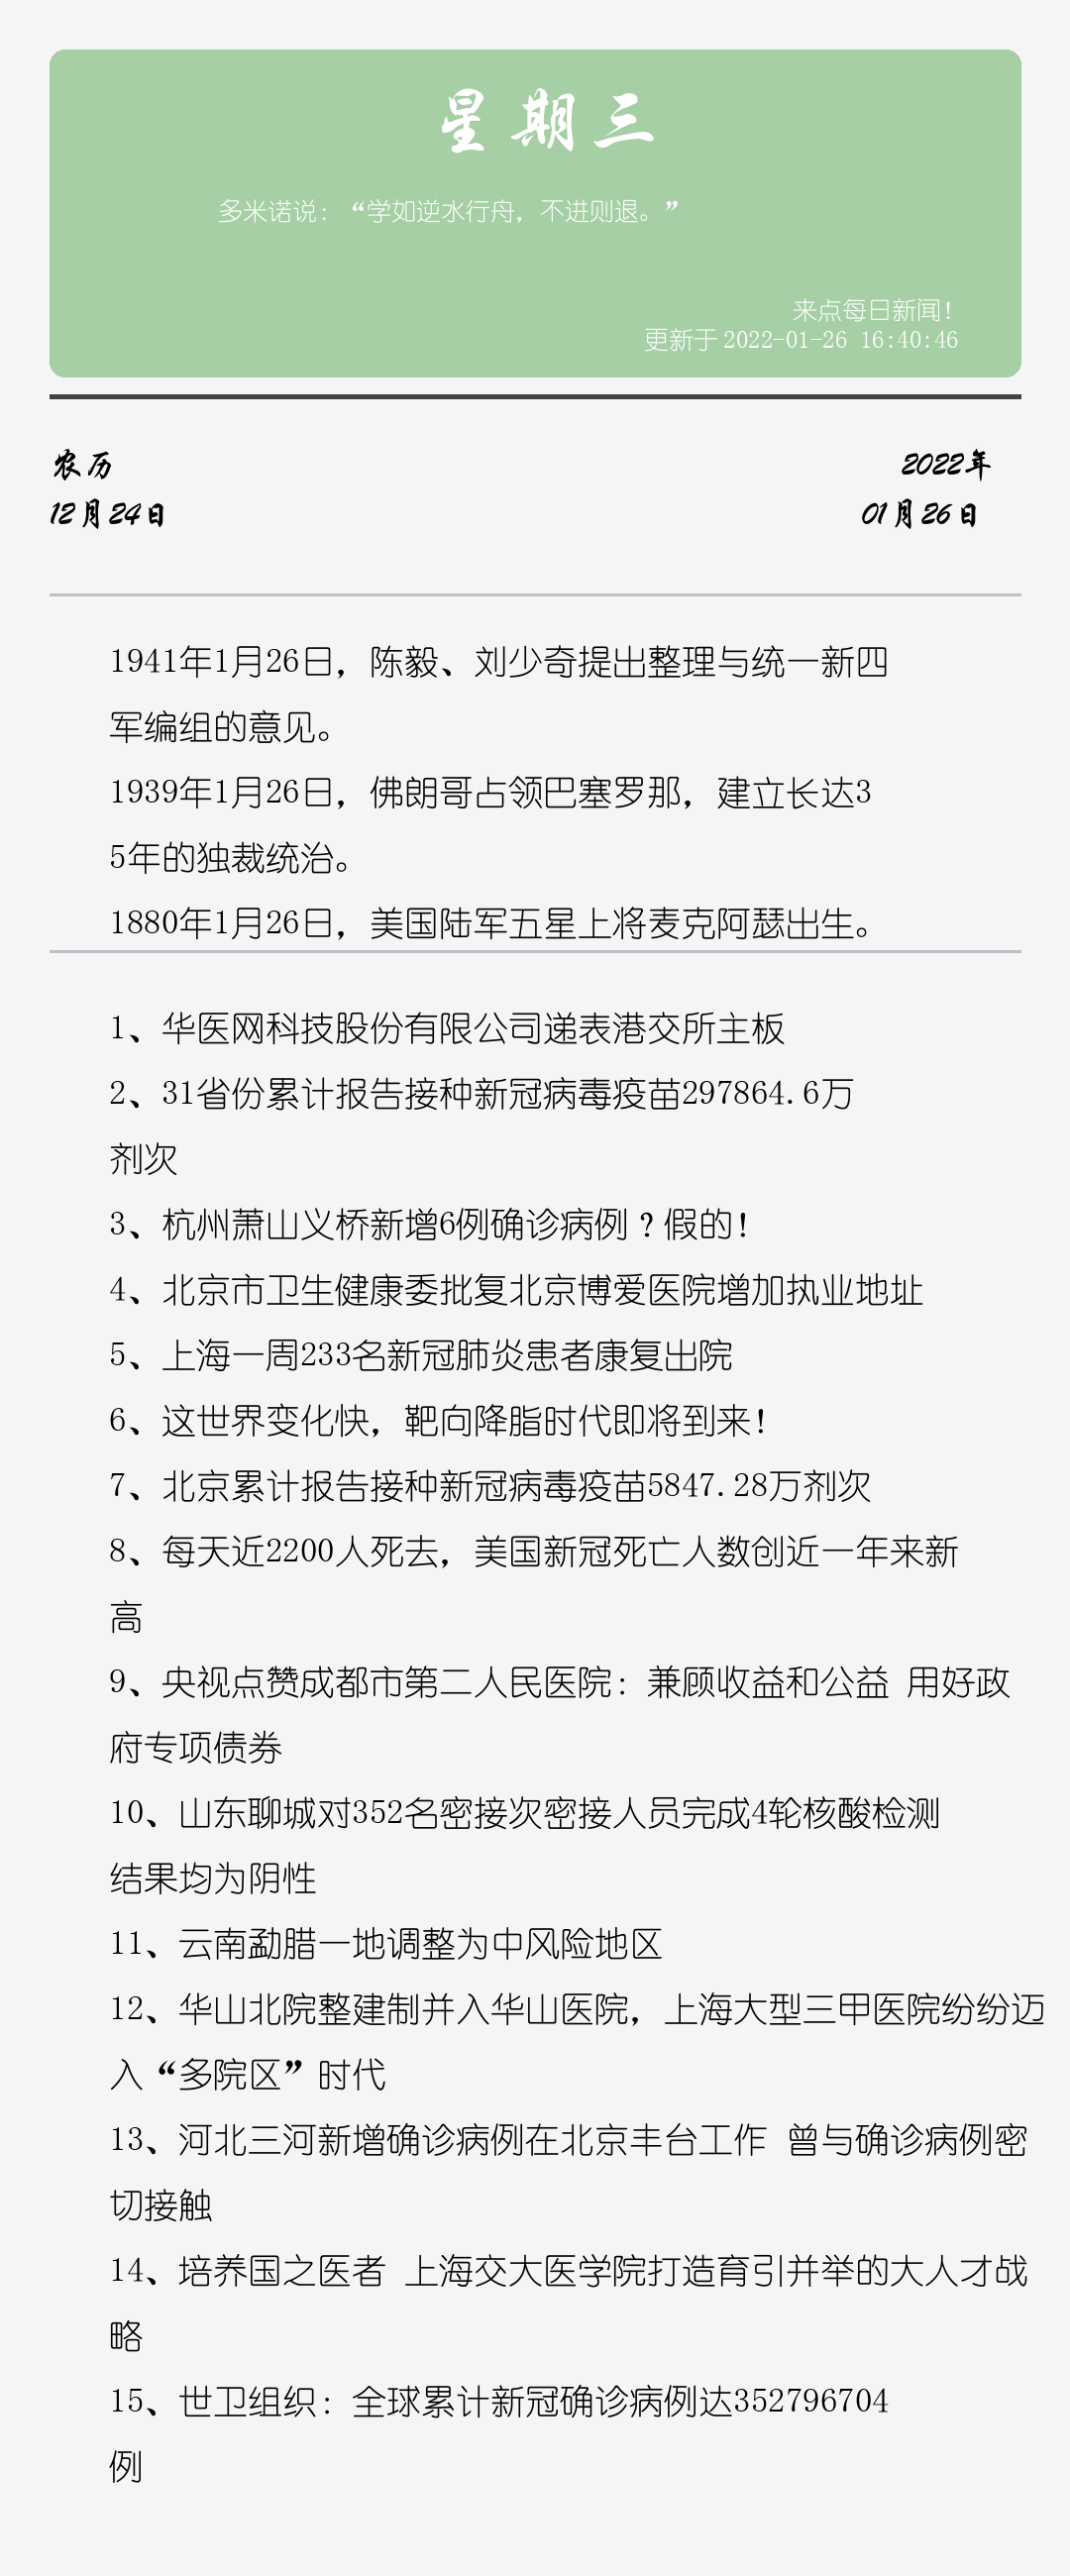 星期三
多米诺说：“学如逆水行舟，不进则退。”
来点每日新闻！
更新于 2022-01-26 16:40:46
农历
2022年
12月24日
01月26日
1941年1月26日，陈毅、刘少奇提出整理与统一新四
军编组的意见。
1939年1月26日，佛朗哥占领巴塞罗那，建立长达3
5年的独裁统治。
1880年1月26日，美国陆军五星上将麦克阿瑟出生。
1、华医网科技股份有限公司递表港交所主板
2、31省份累计报告接种新冠病毒疫苗297864.6万
剂次
3、杭州萧山义桥新增6例确诊病例？假的！
4、北京市卫生健康委批复北京博爱医院增加执业地址
5、上海一周233名新冠肺炎患者康复出院
6、这世界变化快，靶向降脂时代即将到来！
7、北京累计报告接种新冠病毒疫苗5847.28万剂次
8、每天近2200人死去，美国新冠死亡人数创近一年来新
高
9、央视点赞成都市第二人民医院：兼顾收益和公益 用好政
府专项债券
10、山东聊城对352名密接次密接人员完成4轮核酸检测
结果均为阴性
11、云南勐腊一地调整为中风险地区
12、华山北院整建制并入华山医院，上海大型三甲医院纷纷迈
入“多院区”时代
13、河北三河新增确诊病例在北京丰台工作 曾与确诊病例密
切接触
14、培养国之医者 上海交大医学院打造育引并举的大人才战
略
15、世卫组织：全球累计新冠确诊病例达352796704
例